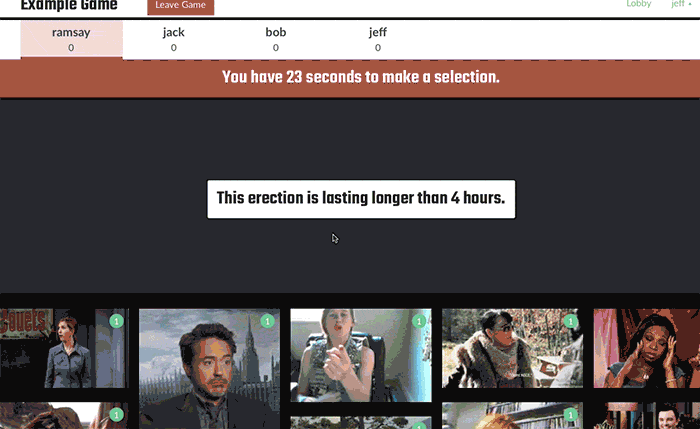 Example Game
Leave Game
Lobby
jeff
ramsay
jack
bob
jeff
0
0
0
0
You have 23 seconds to make a selection.
This erection is lasting longer than 4 hours.
1
1
1
1
1
1
1